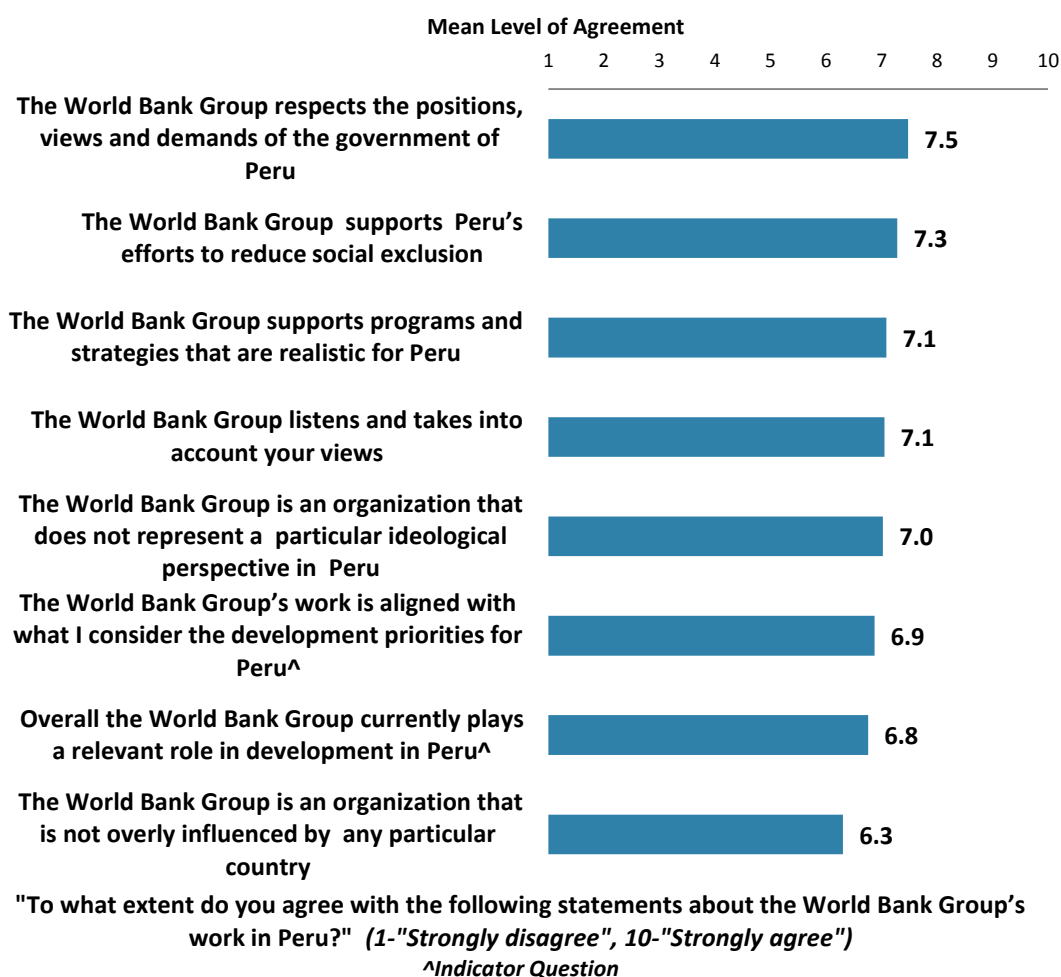 Mean Level of Agreement
1 2 3 4 5 6 7 8 9 10
The World Bank Group respects the positions,
views and demands of the government of
Peru
7.5
The World Bank Group supports Peru’s
efforts to reduce social exclusion
7.3
The World Bank Group supports programs and
strategies that are realistic for Peru
7.1
The World Bank Group listens and takes into
account your views
7.1
The World Bank Group is an organization that
does not represent a particular ideological
perspective in Peru
7.0
The World Bank Group’s work is aligned with
what I consider the development priorities for
Peru^
6.9
Overall the World Bank Group currently plays
a relevant role in development in Peru^
6.8
The World Bank Group is an organization that
is not overly influenced by any particular
country
6.3
"To what extent do you agree with the following statements about the World Bank Group’s
work in Peru?" (1-"Strongly disagree", 10-"Strongly agree")
^Indicator Question